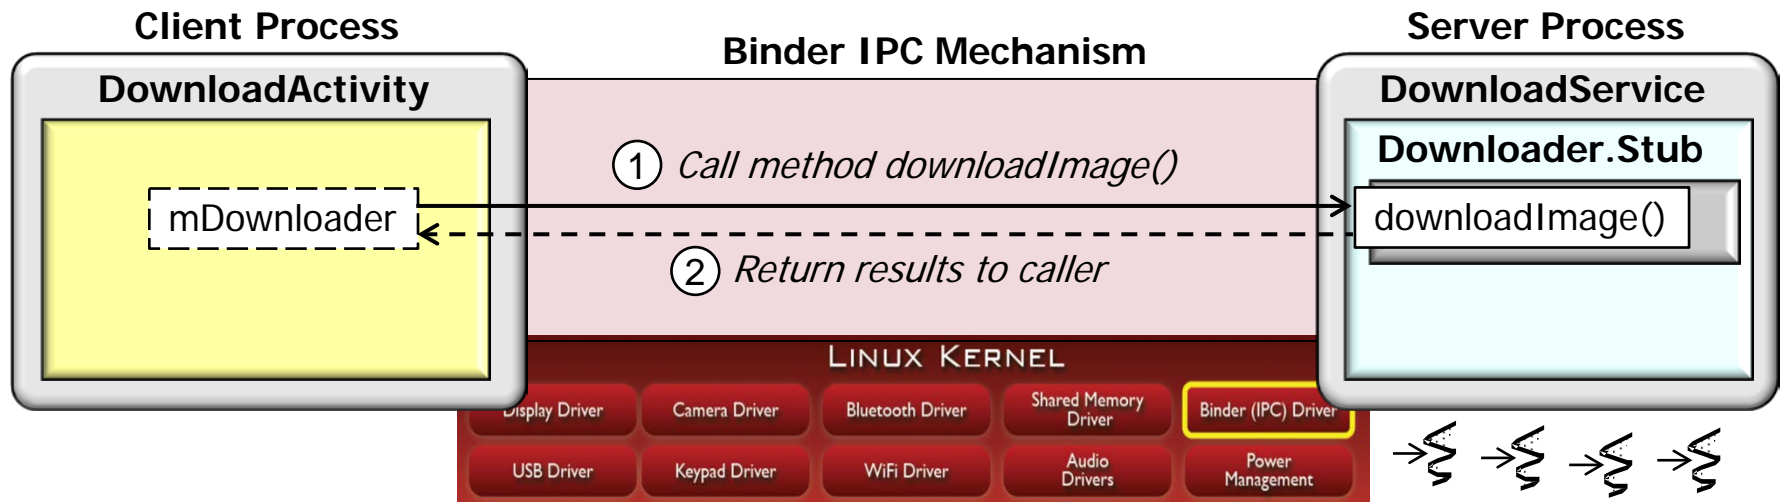 Client Process
Binder IPC Mechanism
Server Process
DownloadActivity
DownloadService
Downloader.Stub
1 Call method downloadImage()
mDownloader
downloadImage()
2 Return results to caller
LINUX KERNEL
Display Driver
Camera Driver
Bluetooth Driver
Shared Memory
Driver
Binder (IPC) Driver
USB Driver
Keypad Driver
WiFi Driver
Audio
Drivers
Power
Management